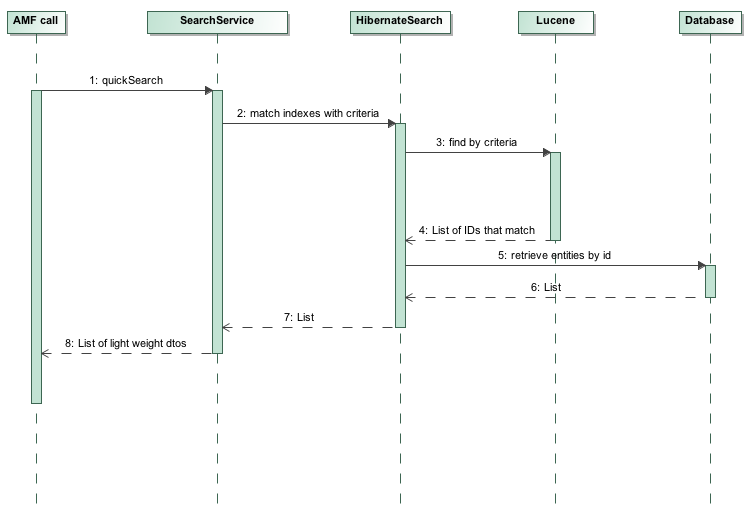 AMF call
SearchService
HibernateSearch
Lucene
Database
1: quickSearch
2: match indexes with criteria
3: find by criteria
4: List of IDs that match
5: retrieve entities by id
6: List
7: List
8: List of light weight dtos